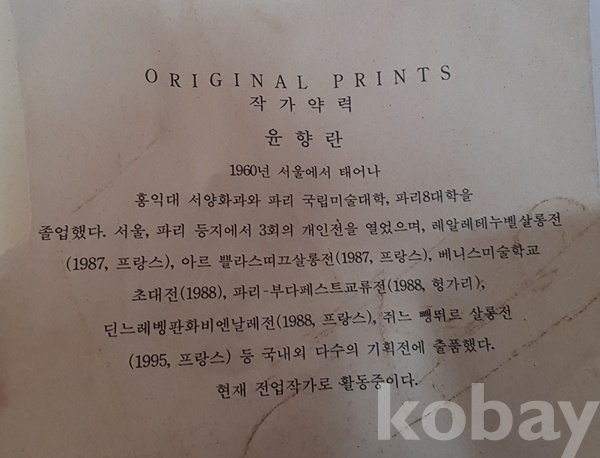 ORIGINAL PRINTS
작가약력
윤향란
1960년 서울에서 태어나
홍익대 서양화과와 파리 국립미술대학, 파리8대학을
졸업했다. 서울, 파리 등지에서 3회의 개인전을 열었으며, 레알레테누벨살롱전
(1987, 프랑스), 아르 쁠라스띠끄살롱전(1987, 프랑스), 베니스미술학교
초대전(1988), 파리-부다페스트교류전(1988, 헝가리),
딘느레벵판화비엔날레전(1988, 프랑스), 쥐느 뼁뛰르 살롱전
(1995, 프랑스) 등 국내외 다수의 기획전에 출품했다.
현재 전업작가로 활동중이다.
kobay